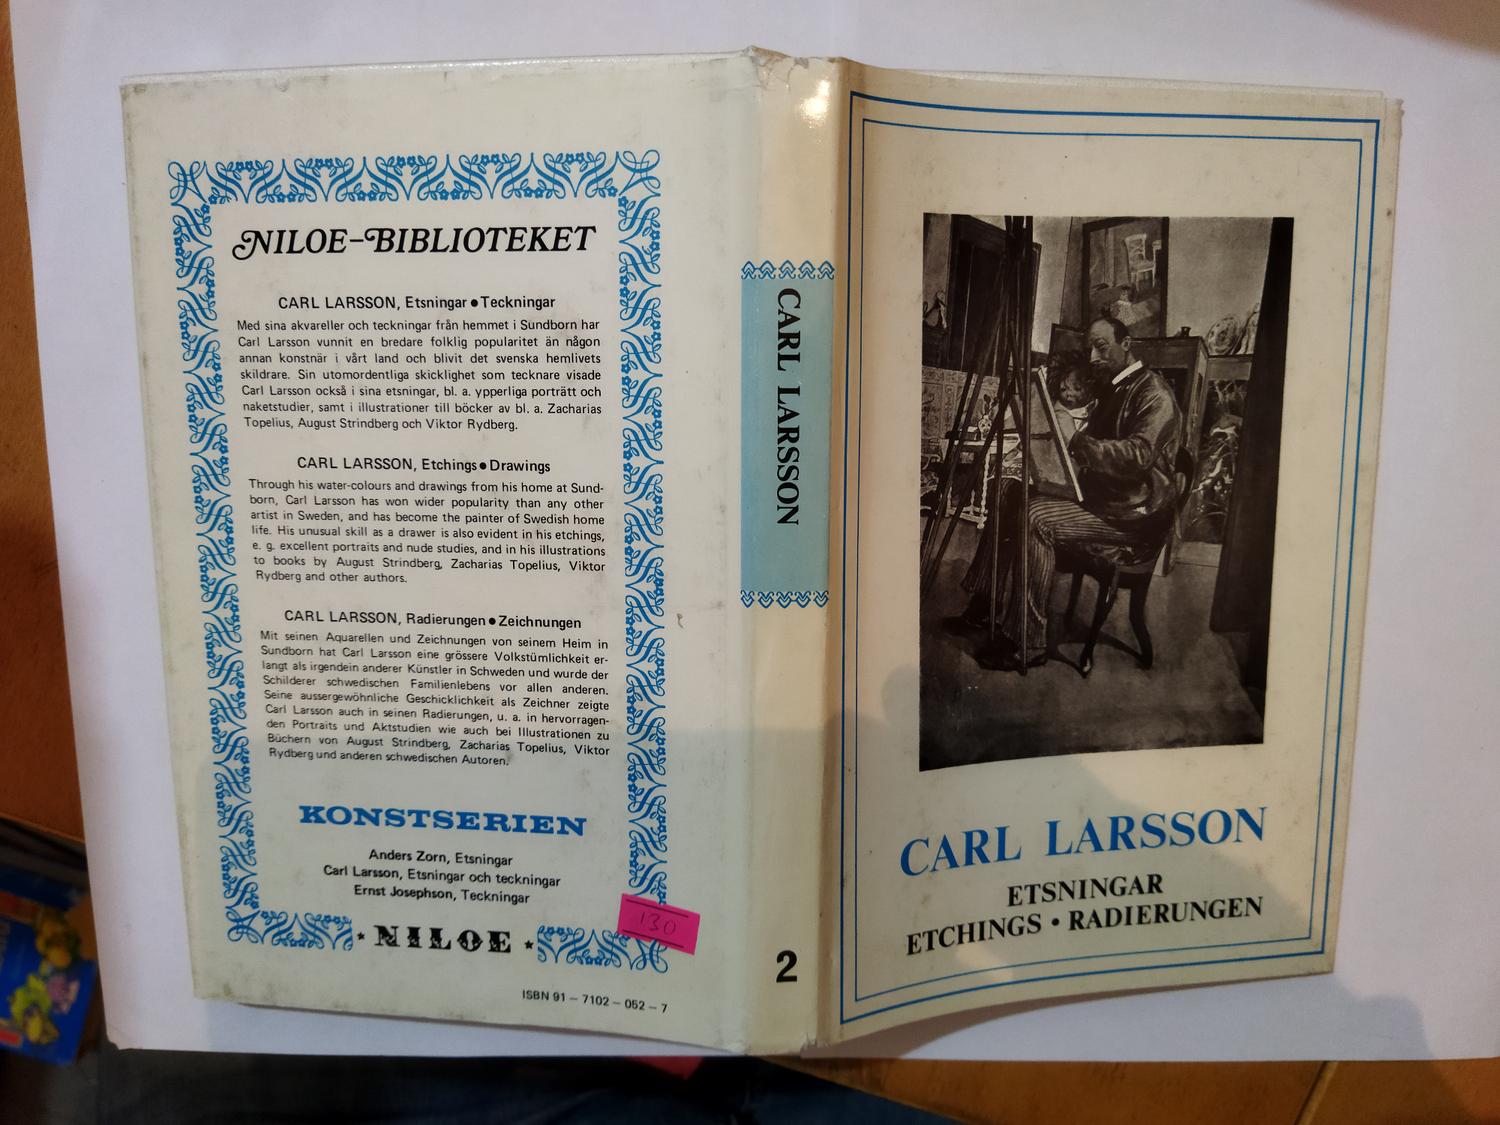 NILOE-BIBLIOTEKET
CARL LARSSON, Etsningar ● Teckningar
Med sina akvareller och teckningar från hemmet i Sundborn har
Carl Larsson vunnit en bredare folklig popularitet än någon
annan konstnär i vårt land och blivit det svenska hemlivets
skildrare. Sin utomordentliga skicklighet som tecknare visade
Carl Larsson också i sina etsningar, bl. a. ypperliga porträtt och
naketstudier, samt i illustrationer till böcker av bl. a. Zacharias
Topelius, August Strindberg och Viktor Rydberg.
CARL LARSSON, Etchings ● Drawings
Through his water-colours and drawings from his home at Sund-
born, Carl Larsson has won wider popularity than any other
artist in Sweden, and has become the painter of Swedish home
life. His unusual skill as a drawer is also evident in his etchings,
e. g. excellent portraits and nude studies, and in his illustrations
to books by August Strindberg, Zacharias Topelius, Viktor
Rydberg and other authors.
CARL LARSSON, Radierungen ● Zeichnungen
Mit seinen Aquarellen und Zeichnungen von seinem Heim in
Sundborn hat Carl Larsson eine grössere Volkstümlichkeit er-
langt als irgendein anderer Künstler in Schweden und wurde der
Schilderer schwedischen Familienlebens vor allen anderen.
Seine aussergewöhnliche Geschicklichkeit als Zeichner zeigte
Carl Larsson auch in seinen Radierungen, u. a. in hervorragen-
den Portraits und Aktstudien wie auch bei Illustrationen zu
Büchern von August Strindberg, Zacharias Topelius, Viktor
Rydberg und anderen schwedischen Autoren.
KONSTSERIEN
Anders Zorn, Etsningar
Carl Larsson, Etsningar och teckningar
Ernst Josephson, Teckningar
★ NILOE ★
130
ISBN 91 – 7102 – 052 – 7
CARL LARSSON
2
CARL LARSSON
ETSNINGAR
ETCHINGS • RADIERUNGEN